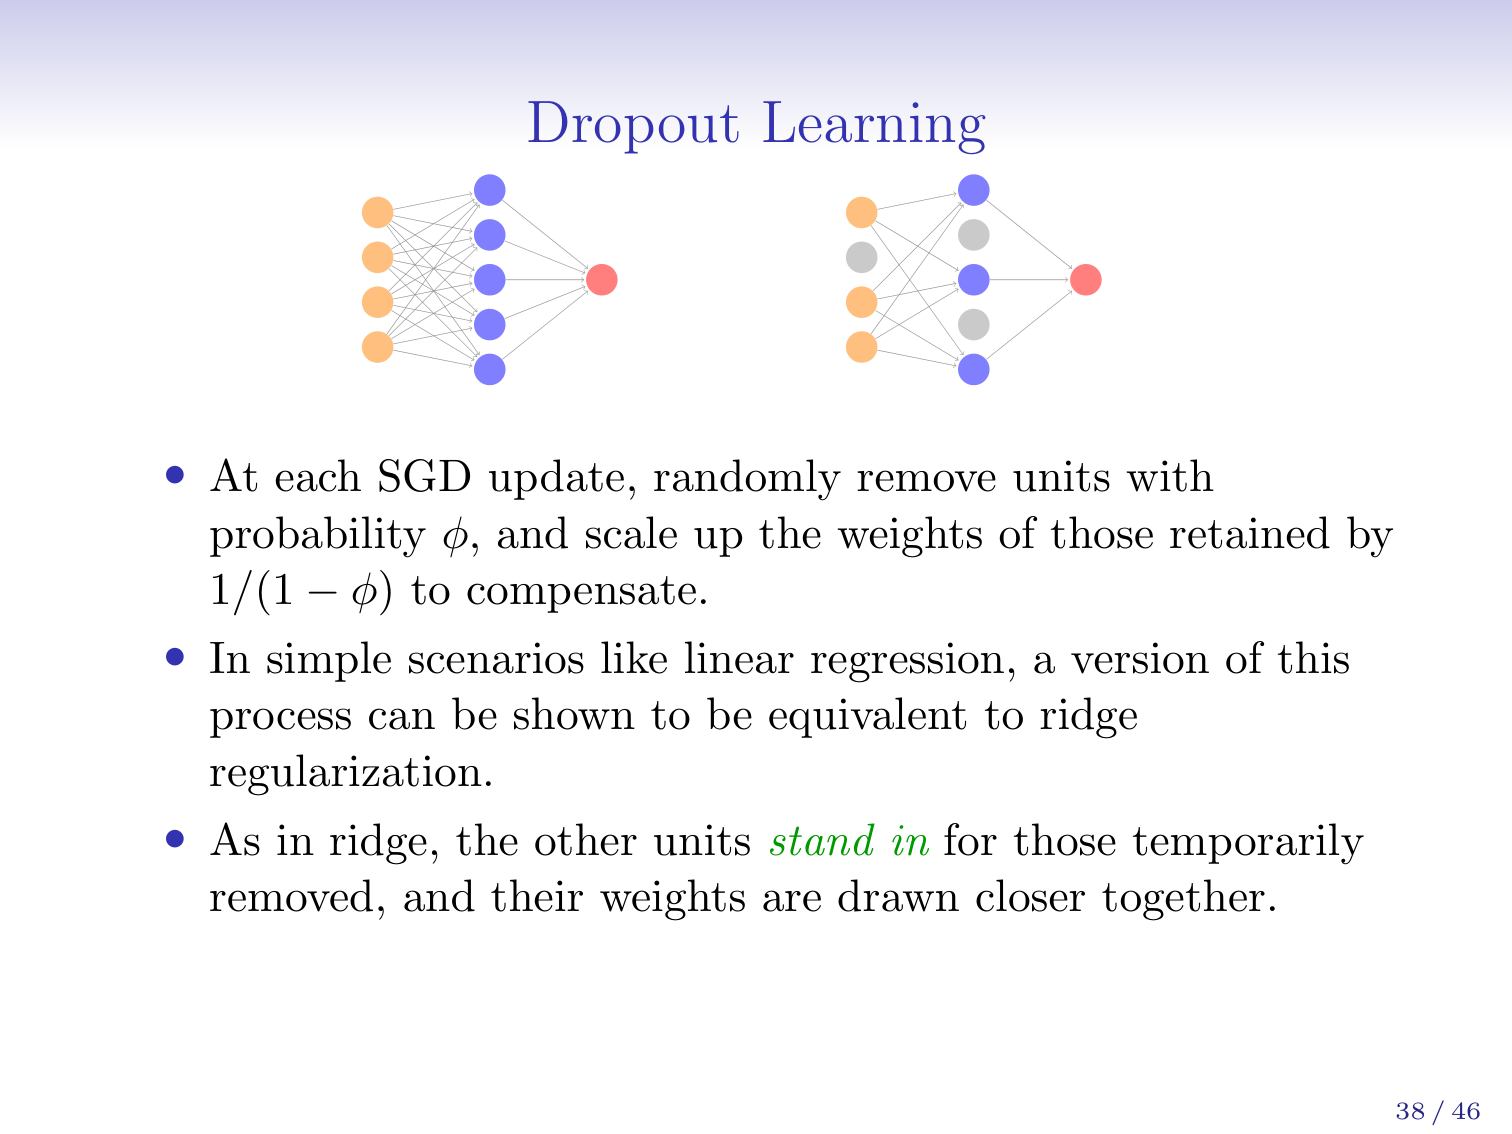 Dropout Learning
• At each SGD update, randomly remove units with
probability ϕ, and scale up the weights of those retained by
1/(1 − ϕ) to compensate.
• In simple scenarios like linear regression, a version of this
process can be shown to be equivalent to ridge
regularization.
• As in ridge, the other units stand in for those temporarily
removed, and their weights are drawn closer together.
38 / 46